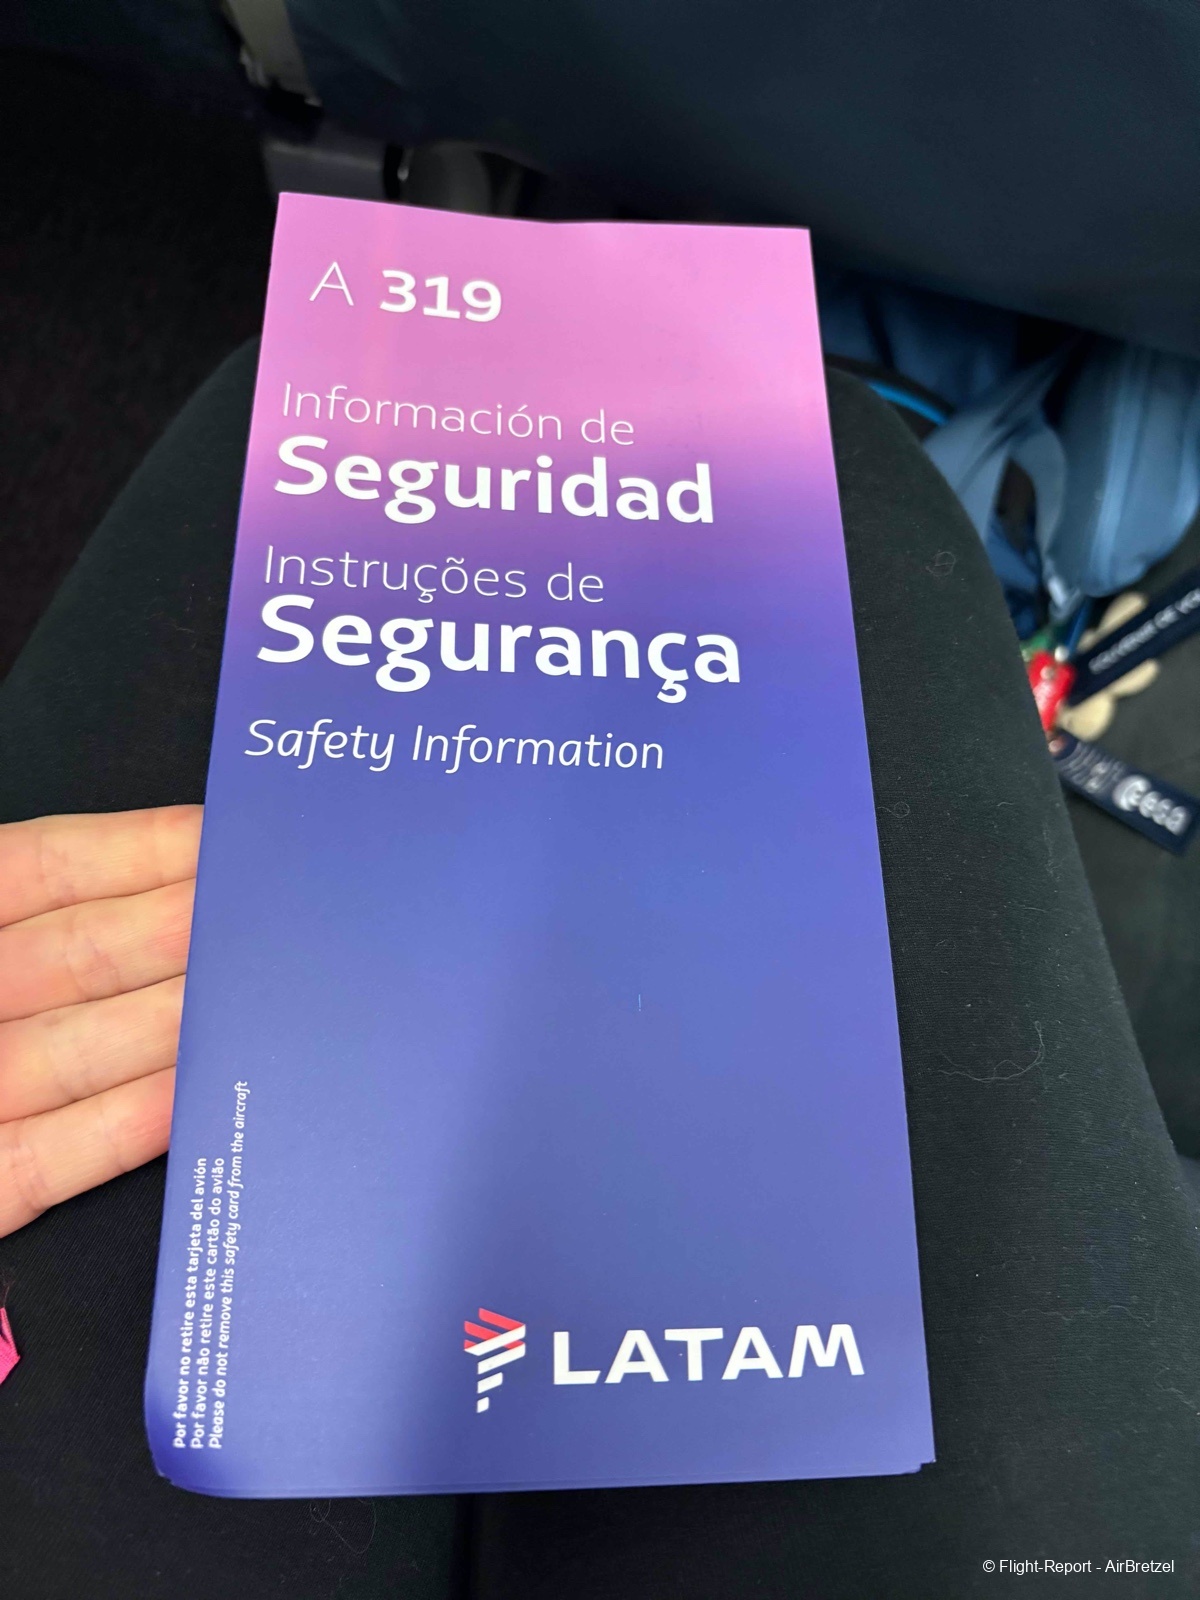 A 319
Información de
Seguridad
Instruções de
Segurança
Safety Information
Por favor no retire esta tarjeta del avión
Por favor não retire este cartão do avião
Please do not remove this safety card from the aircraft
LATAM
esa
© Flight-Report - AirBretzel